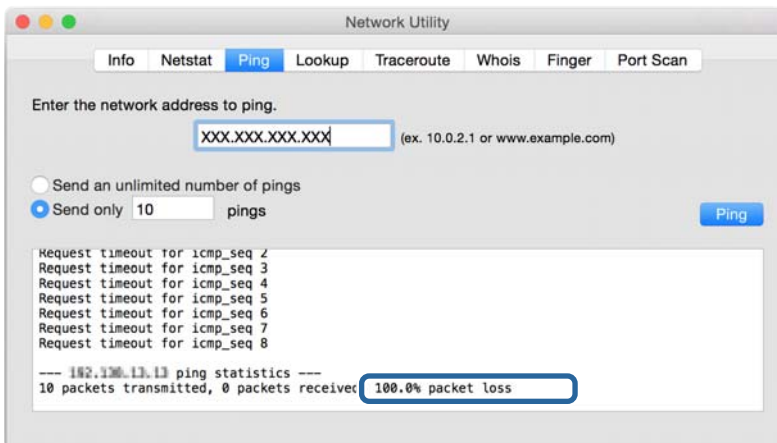 Network Utility
Info Netstat Ping Lookup Traceroute Whois Finger Port Scan
Enter the network address to ping.
XXX.XXX.XXX.XXX (ex. 10.0.2.1 or www.example.com)
Send an unlimited number of pings
Send only 10 pings
Ping
Request timeout for icmp_seq 2
Request timeout for icmp_seq 3
Request timeout for icmp_seq 4
Request timeout for icmp_seq 5
Request timeout for icmp_seq 6
Request timeout for icmp_seq 7
Request timeout for icmp_seq 8
--- ping statistics ---
10 packets transmitted, 0 packets received 100.0% packet loss